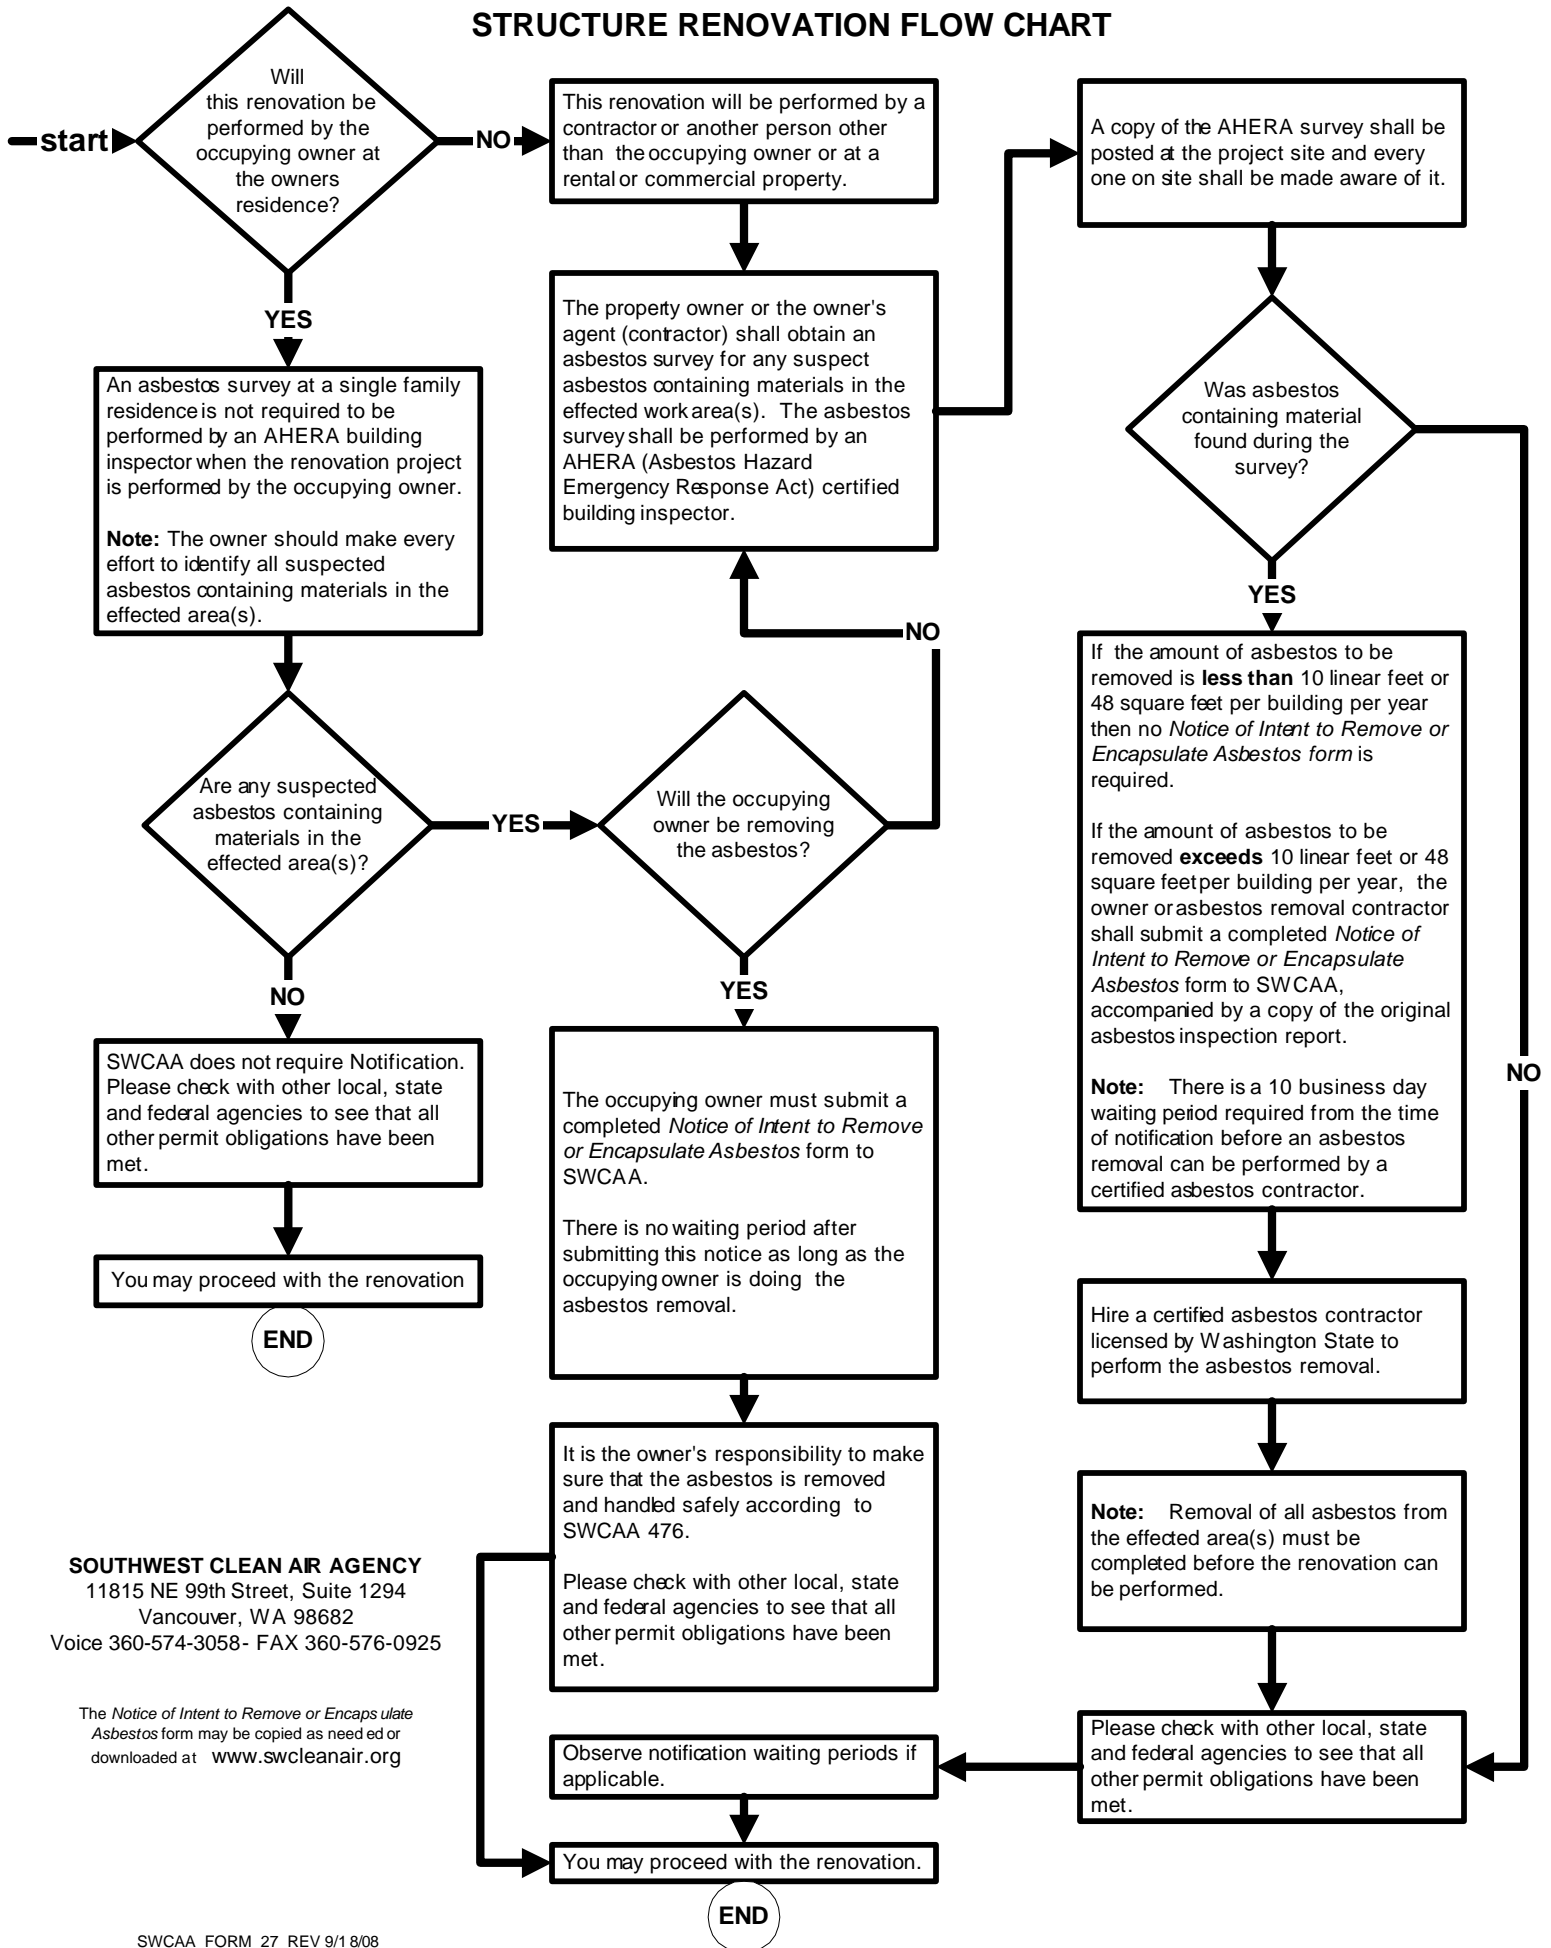 STRUCTURE RENOVATION FLOW CHART
start
Will
this renovation be
performed by the
occupying owner at
the owners
residence?
NO
This renovation will be performed by a
contractor or another person other
than the occupying owner or at a
rental or commercial property.
YES
An asbestos survey at a single family
residence is not required to be
performed by an AHERA building
inspector when the renovation project
is performed by the occupying owner.
Note: The owner should make every
effort to identify all suspected
asbestos containing materials in the
effected area(s).
The property owner or the owner's
agent (contractor) shall obtain an
asbestos survey for any suspect
asbestos containing materials in the
effected work area(s). The asbestos
survey shall be performed by an
AHERA (Asbestos Hazard
Emergency Response Act) certified
building inspector.
A copy of the AHERA survey shall be
posted at the project site and every
one on site shall be made aware of it.
Was asbestos
containing material
found during the
survey?
YES
NO
Are any suspected
asbestos containing
materials in the
effected area(s)?
YES
Will the occupying
owner be removing
the asbestos?
NO
NO
SWCAA does not require Notification.
Please check with other local, state
and federal agencies to see that all
other permit obligations have been
met.
You may proceed with the renovation
END
YES
The occupying owner must submit a
completed Notice of Intent to Remove
or Encapsulate Asbestos form to
SWCAA.
There is no waiting period after
submitting this notice as long as the
occupying owner is doing the
asbestos removal.
It is the owner's responsibility to make
sure that the asbestos is removed
and handled safely according to
SWCAA 476.
Please check with other local, state
and federal agencies to see that all
other permit obligations have been
met.
If the amount of asbestos to be
removed is less than 10 linear feet or
48 square feet per building per year
then no Notice of Intent to Remove or
Encapsulate Asbestos form is
required.
If the amount of asbestos to be
removed exceeds 10 linear feet or 48
square feet per building per year, the
owner or asbestos removal contractor
shall submit a completed Notice of
Intent to Remove or Encapsulate
Asbestos form to SWCAA,
accompanied by a copy of the original
asbestos inspection report.
Note: There is a 10 business day
waiting period required from the time
of notification before an asbestos
removal can be performed by a
certified asbestos contractor.
Hire a certified asbestos contractor
licensed by Washington State to
perform the asbestos removal.
Note: Removal of all asbestos from
the effected area(s) must be
completed before the renovation can
be performed.
Please check with other local, state
and federal agencies to see that all
other permit obligations have been
met.
Observe notification waiting periods if
applicable.
You may proceed with the renovation.
END
SOUTHWEST CLEAN AIR AGENCY
11815 NE 99th Street, Suite 1294
Vancouver, WA 98682
Voice 360-574-3058- FAX 360-576-0925
The Notice of Intent to Remove or Encapsulate
Asbestos form may be copied as needed or
downloaded at www.swcleanair.org
SWCAA FORM 27 REV 9/18/08